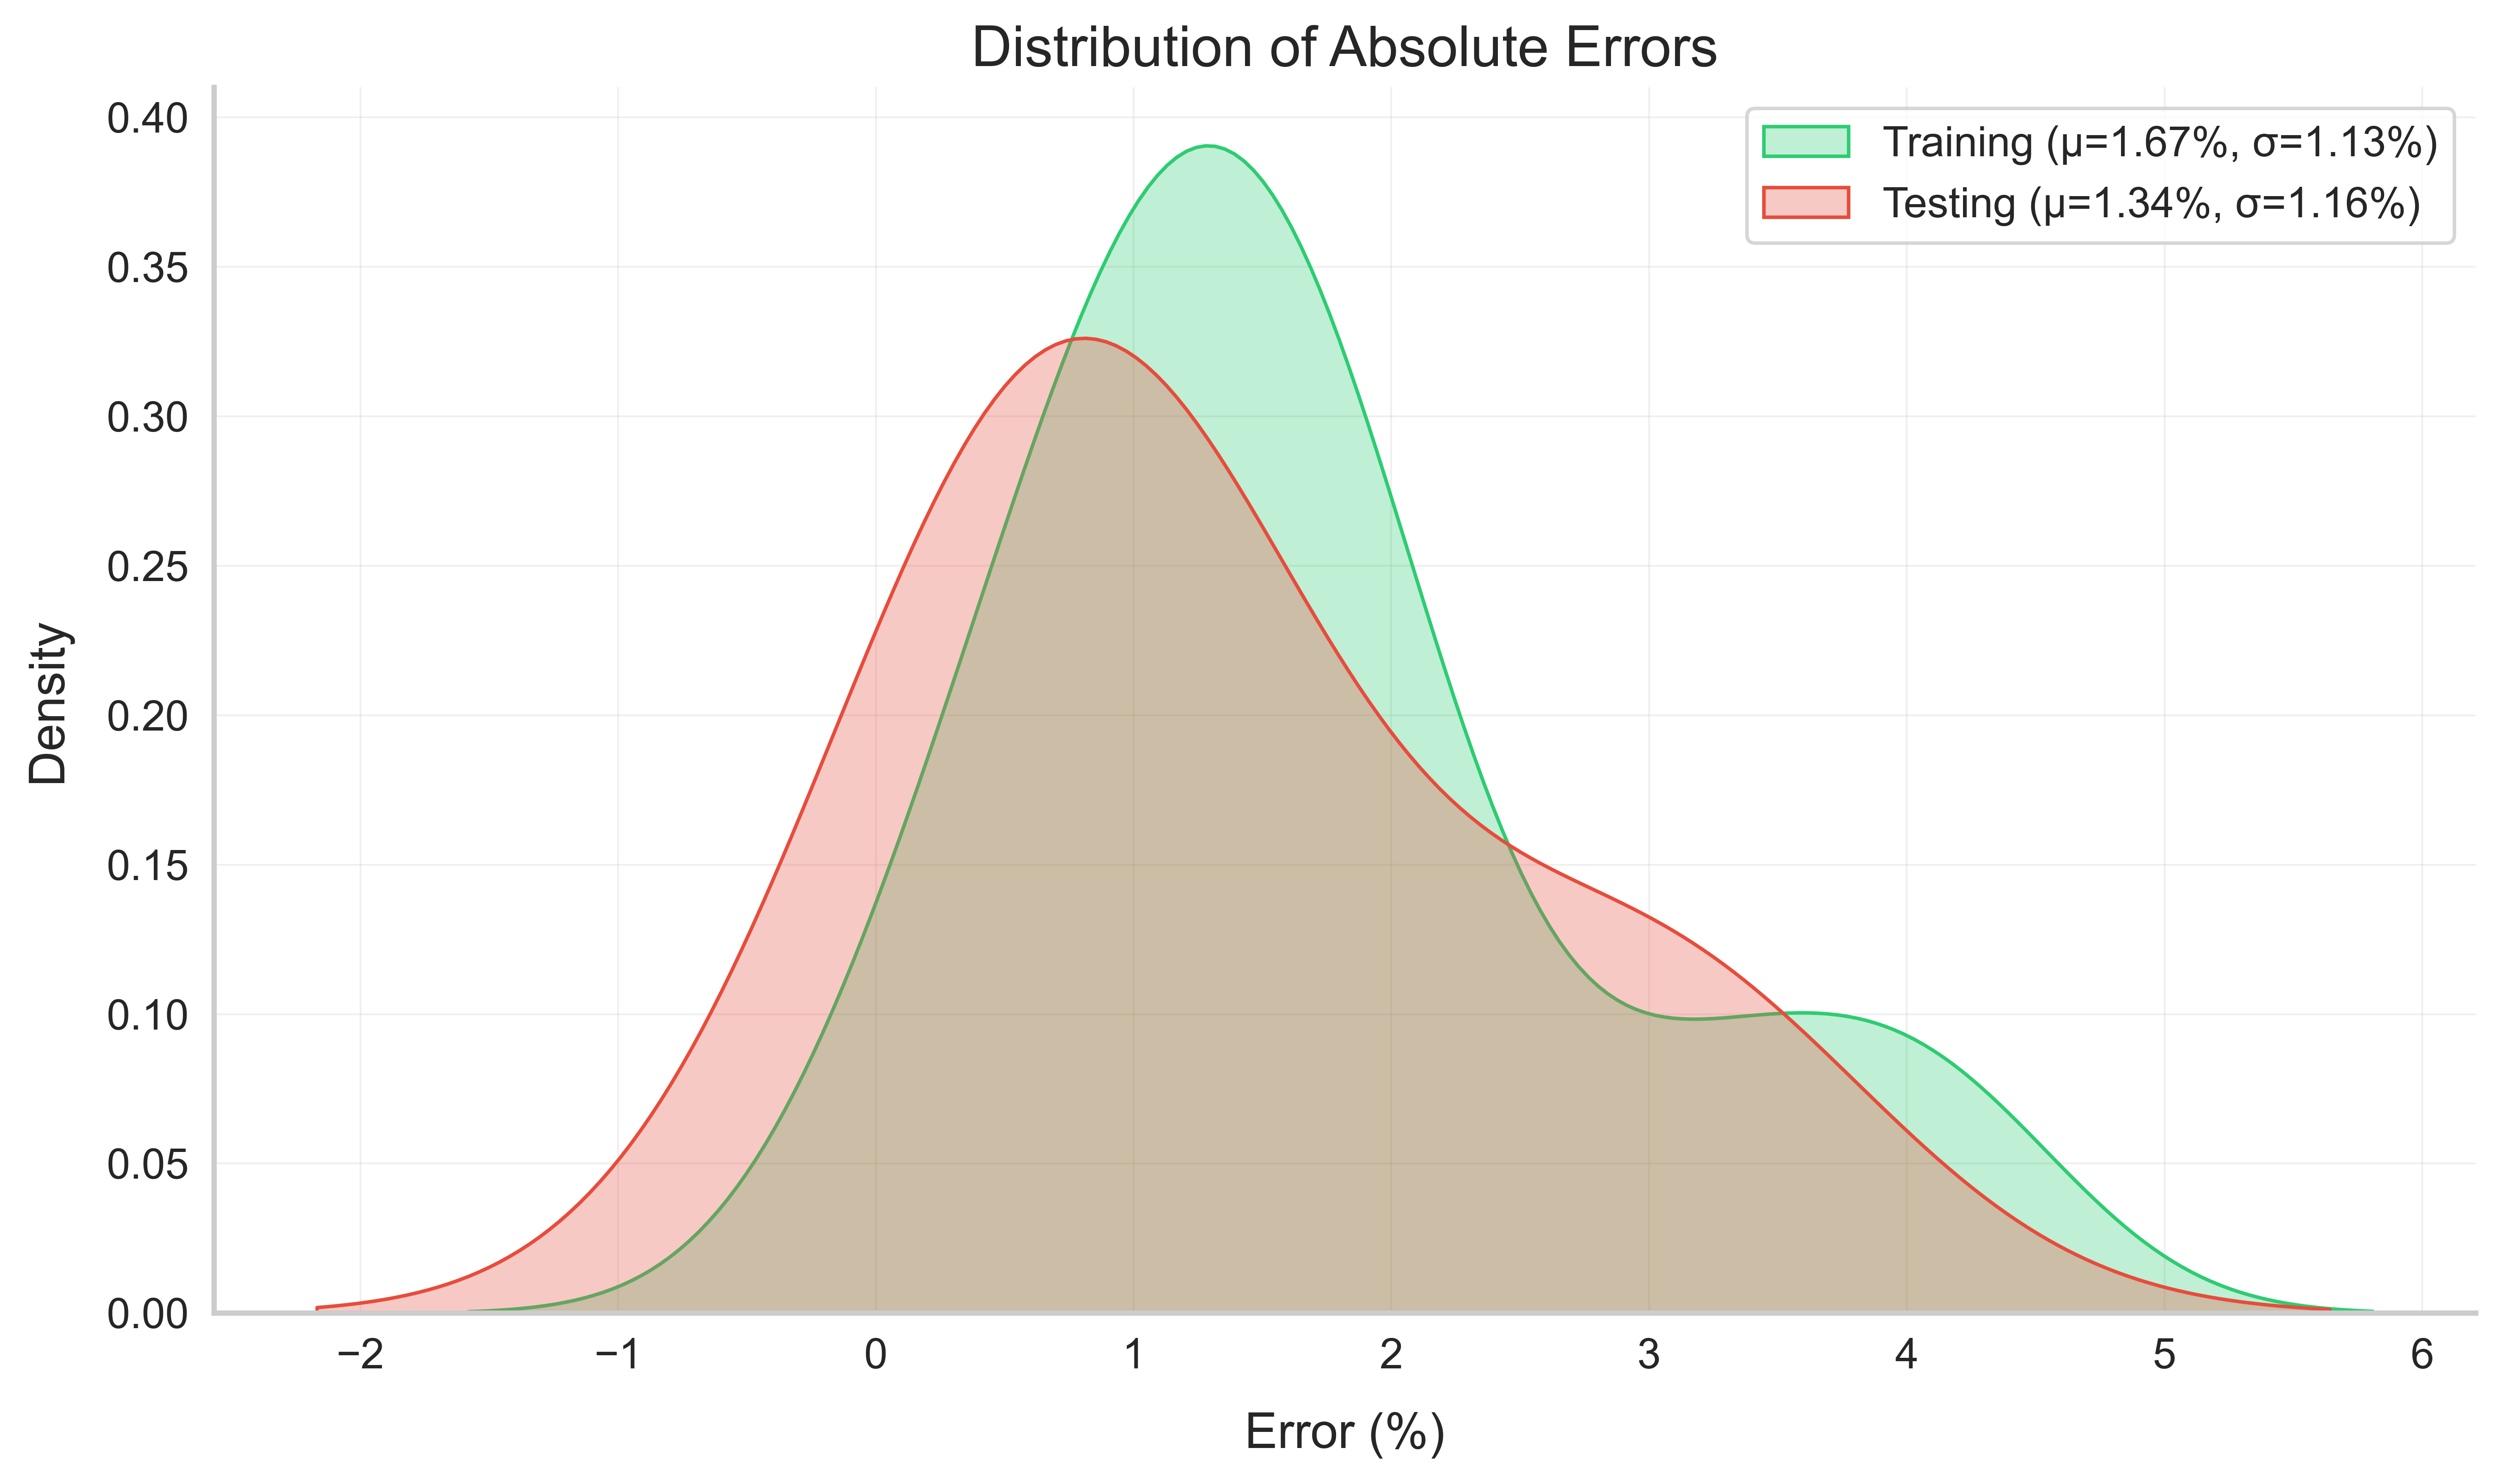 Distribution of Absolute Errors
Training (μ=1.67%, σ=1.13%)
Testing (μ=1.34%, σ=1.16%)
0.40
0.35
0.30
0.25
0.20
0.15
0.10
0.05
0.00
Density
−2 −1 0 1 2 3 4 5 6
Error (%)